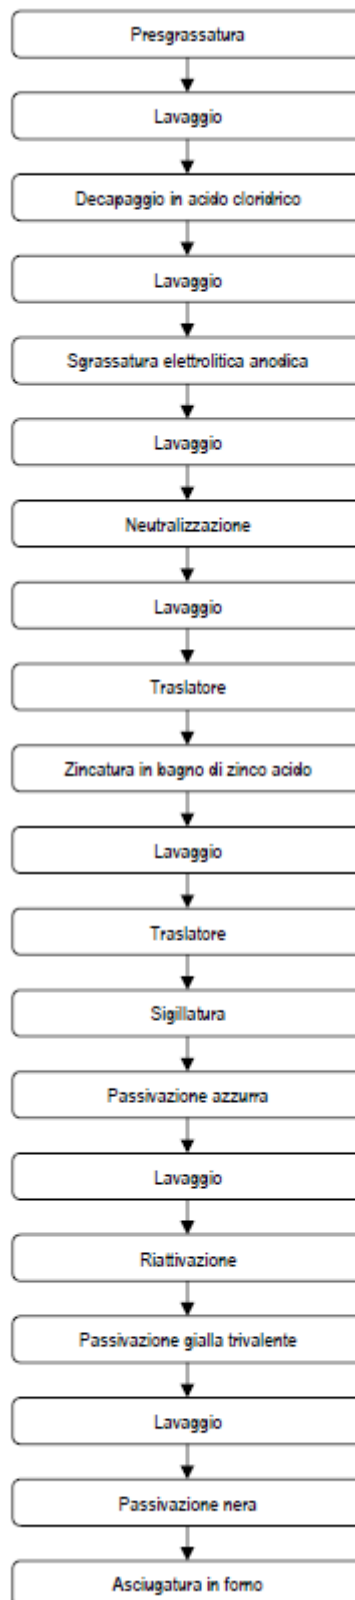 Presgrassatura
Lavaggio
Decapaggio in acido cloridrico
Lavaggio
Sgrassatura elettrolitica anodica
Lavaggio
Neutralizzazione
Lavaggio
Traslatore
Zincatura in bagno di zinco acido
Lavaggio
Traslatore
Sigillatura
Passivazione azzurra
Lavaggio
Riattivazione
Passivazione gialla trivalente
Lavaggio
Passivazione nera
Asciugatura in forno